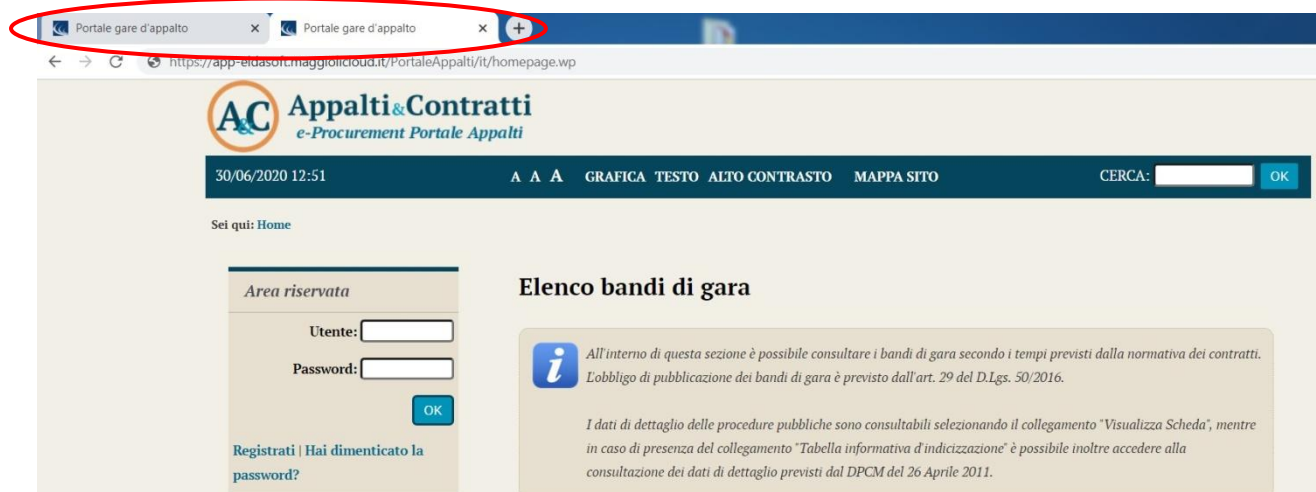 Portale gare d'appalto Portale gare d'appalto
https://app-eldasoft.maggiolicloud.it/PortaleAppalti/it/homepage.wp
A&C Appalti&Contratti
e-Procurement Portale Appalti
30/06/2020 12:51 A A A GRAFICA TESTO ALTO CONTRASTO MAPPA SITO CERCA: OK
Sei qui: Home
Area riservata
Utente:
Password:
OK
Registrati | Hai dimenticato la
password?
Elenco bandi di gara
i
All'interno di questa sezione è possibile consultare i bandi di gara secondo i tempi previsti dalla normativa dei contratti.
L'obbligo di pubblicazione dei bandi di gara è previsto dall'art. 29 del D.Lgs. 50/2016.
I dati di dettaglio delle procedure pubbliche sono consultabili selezionando il collegamento "Visualizza Scheda", mentre
in caso di presenza del collegamento "Tabella informativa d'indicizzazione" è possibile inoltre accedere alla
consultazione dei dati di dettaglio previsti dal DPCM del 26 Aprile 2011.